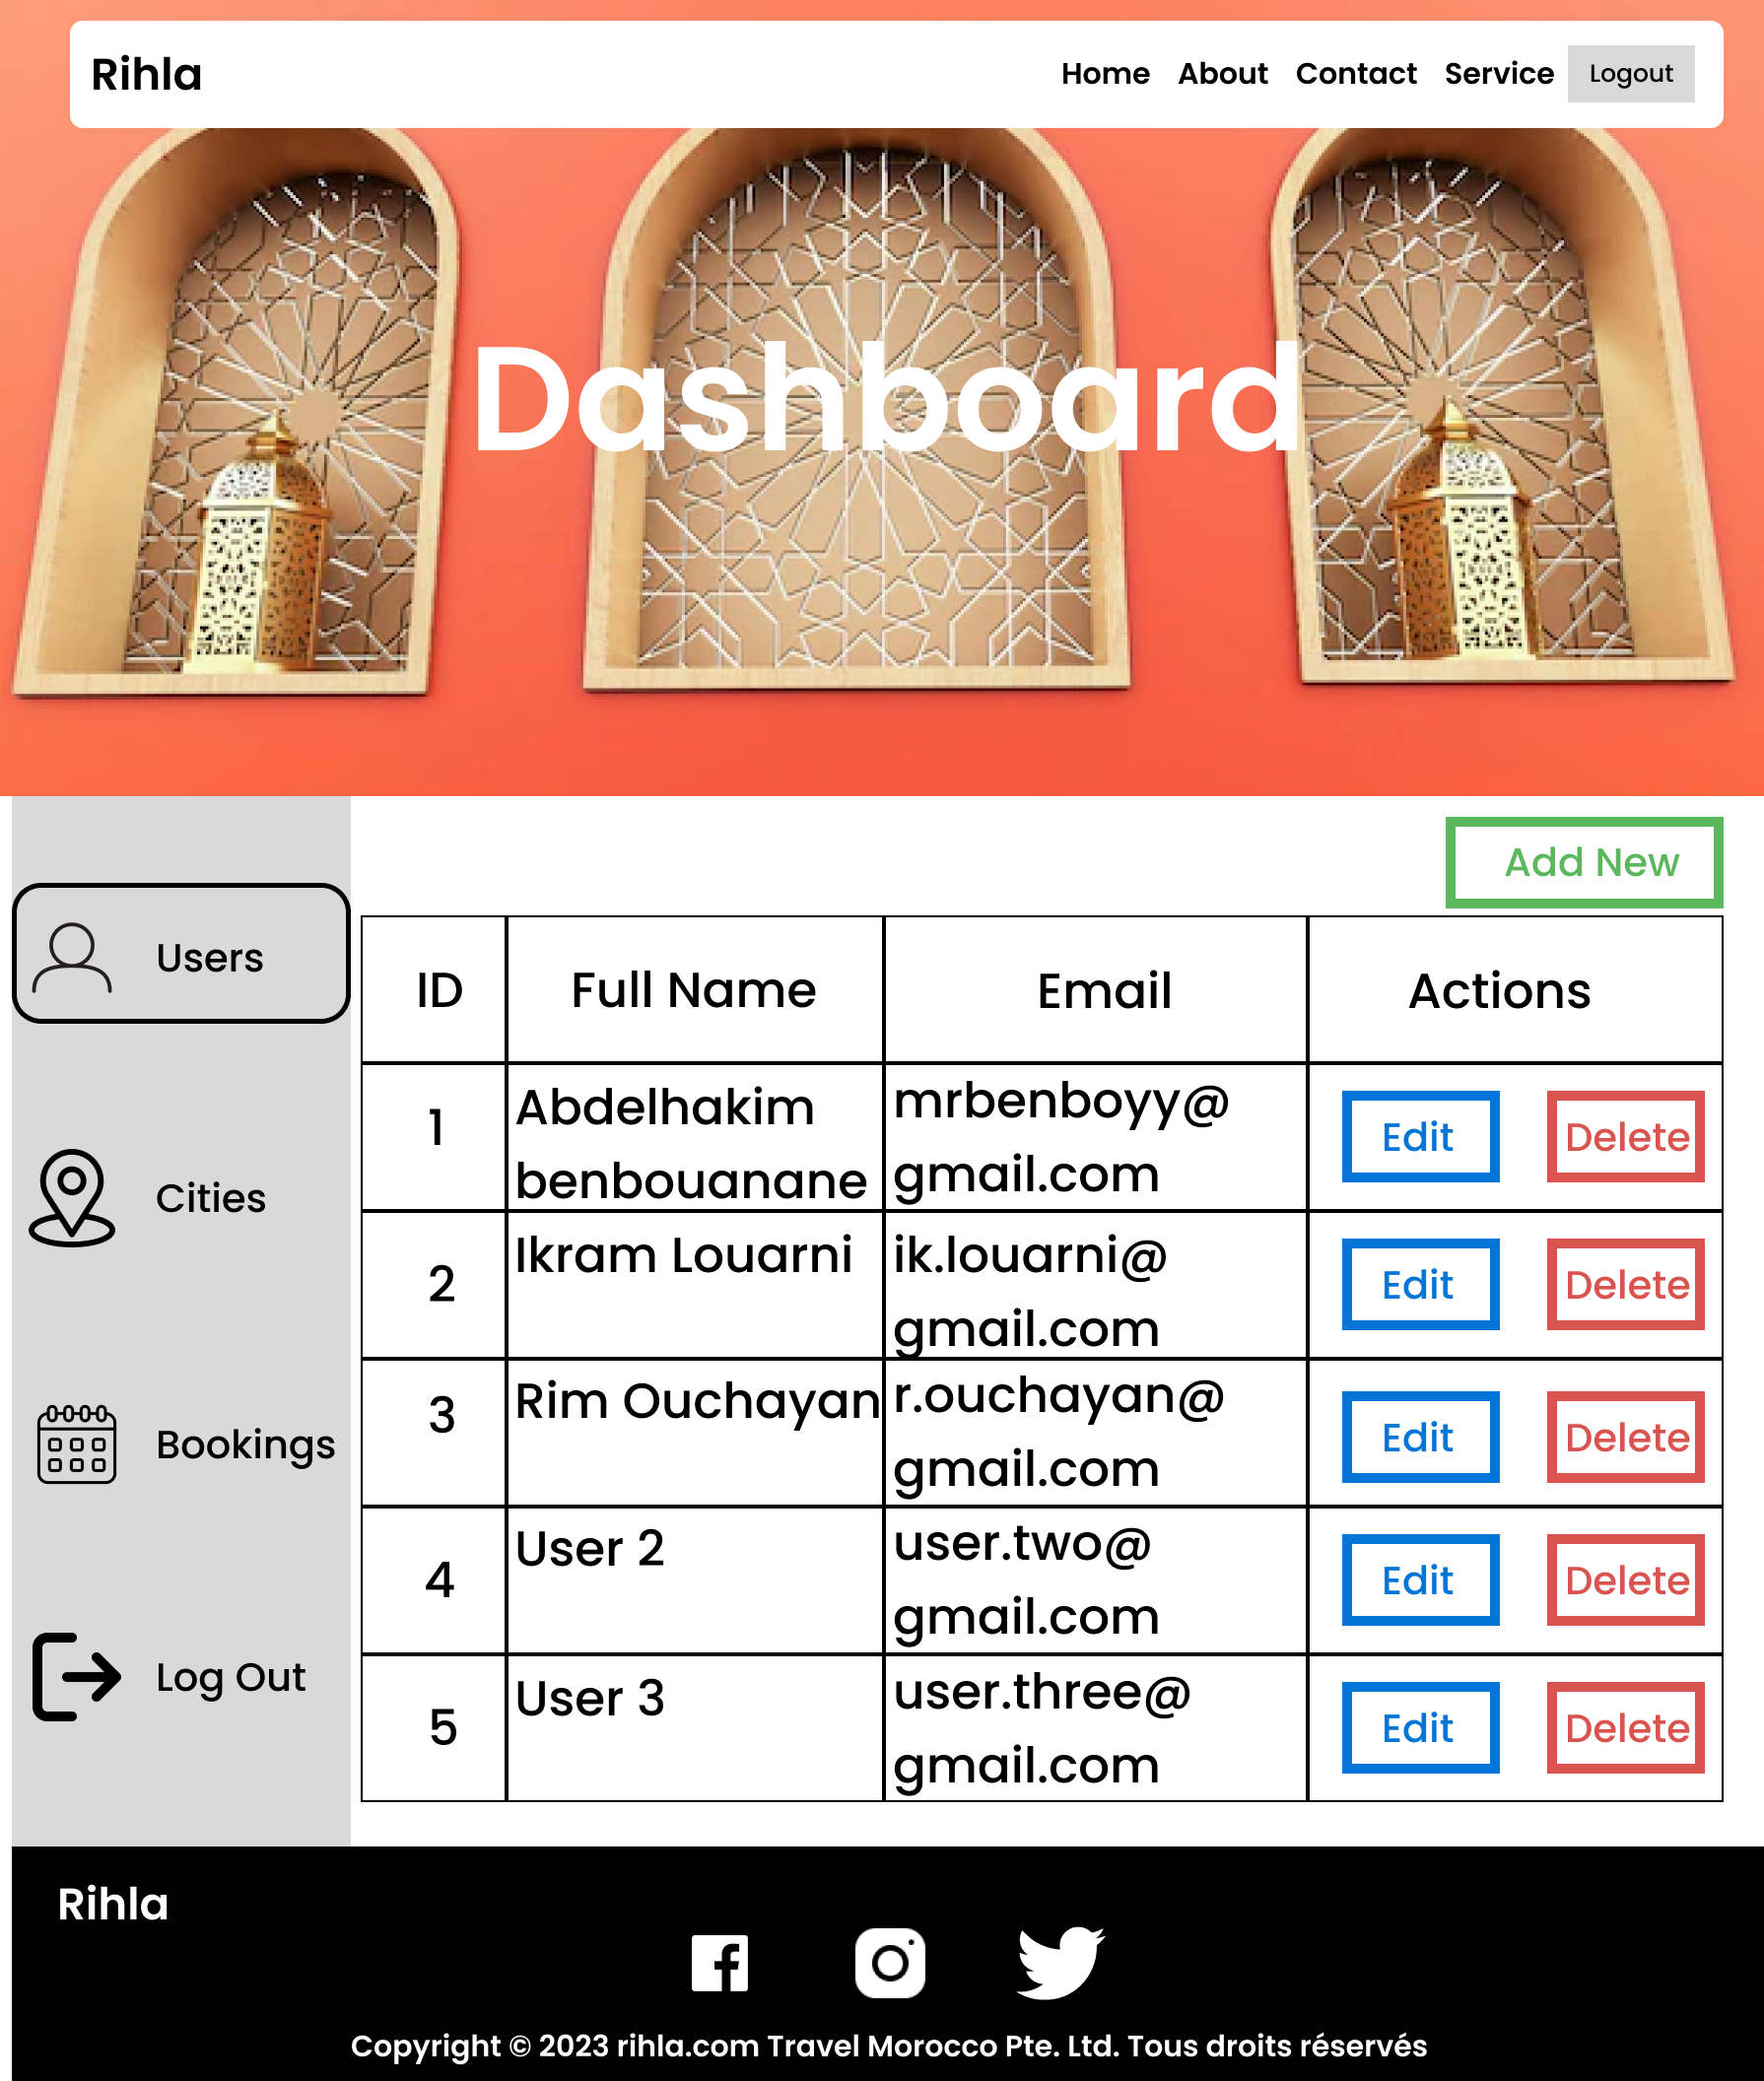 Rihla
Home About Contact Service Logout
Dashboard
Add New
Users
Cities
Bookings
Log Out
ID Full Name Email Actions
1 Abdelhakim benbouanane mrbenboyy@ gmail.com Edit Delete
2 Ikram Louarni ik.louarni@ gmail.com Edit Delete
3 Rim Ouchayan r.ouchayan@ gmail.com Edit Delete
4 User 2 user.two@ gmail.com Edit Delete
5 User 3 user.three@ gmail.com Edit Delete
Rihla
Copyright © 2023 rihla.com Travel Morocco Pte. Ltd. Tous droits réservés